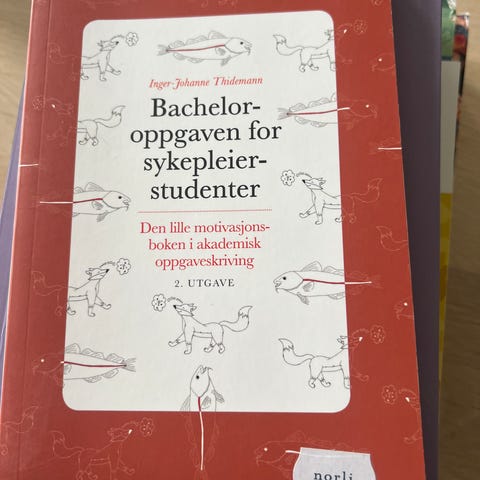 Inger-Johanne Thidemann
Bachelor-
oppgaven for
sykepleier-
studenter
Den lille motivasjons-
boken i akademisk
oppgaveskriving
2. UTGAVE
norli